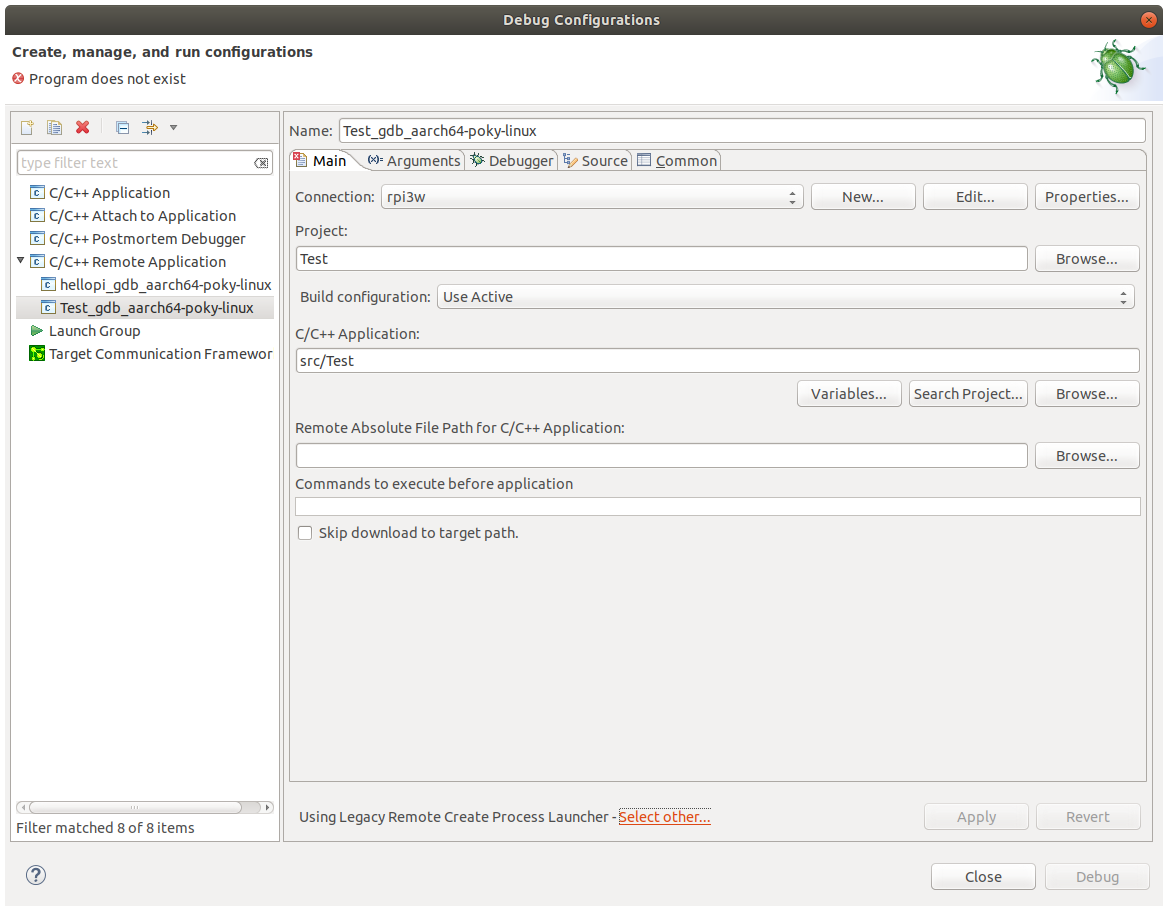 Debug Configurations
Create, manage, and run configurations
Program does not exist
type filter text
C/C++ Application
C/C++ Attach to Application
C/C++ Postmortem Debugger
C/C++ Remote Application
hellopi_gdb_aarch64-poky-linux
Test_gdb_aarch64-poky-linux
Launch Group
Target Communication Framewor
Filter matched 8 of 8 items
Name: Test_gdb_aarch64-poky-linux
Main (x)= Arguments Debugger Source Common
Connection: rpi3w New... Edit... Properties...
Project:
Test Browse...
Build configuration: Use Active
C/C++ Application:
src/Test
Variables... Search Project... Browse...
Remote Absolute File Path for C/C++ Application:
Browse...
Commands to execute before application
Skip download to target path.
Using Legacy Remote Create Process Launcher - Select other...
Apply Revert
? Close Debug